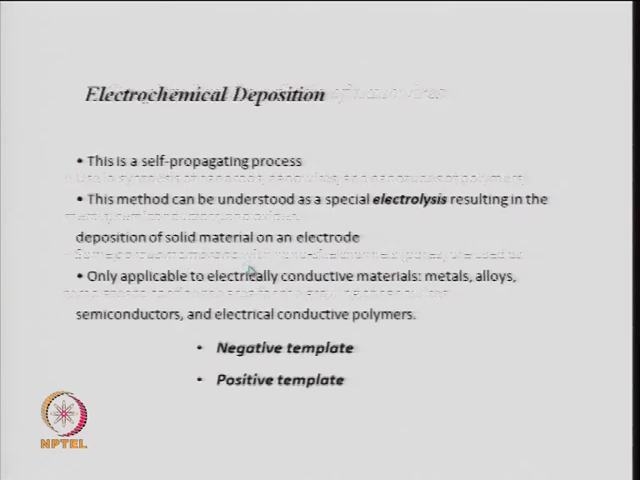 Electrochemical Deposition
• This is a self-propagating process
• This method can be understood as a special electrolysis resulting in the
deposition of solid material on an electrode
• Only applicable to electrically conductive materials: metals, alloys,
semiconductors, and electrical conductive polymers.
• Negative template
• Positive template
NPTEL